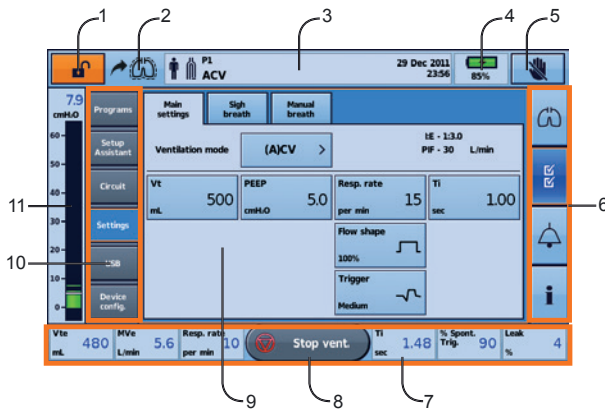 1
2
3
4
5
P1
ACV
29 Dec 2011
23:56
85%
7.9
cmH2O
60
50
40
30
20
10
0
Programs
Setup
Assistant
Circuit
Settings
USB
Device
config.
Main
settings
Sigh
breath
Manual
breath
Ventilation mode
(A)CV >
I:E - 1:3.0
PIF - 30 L/min
Vt
mL
500
PEEP
cmH2O
5.0
Resp. rate
per min
15
Ti
sec
1.00
Flow shape
100%
Trigger
Medium
i
6
11
10
Vte
mL
480
MVe
L/min
5.6
Resp. rate
per min
10
Stop vent.
Ti
sec
1.48
% Spont.
Trig.
90
Leak
%
4
9
8
7